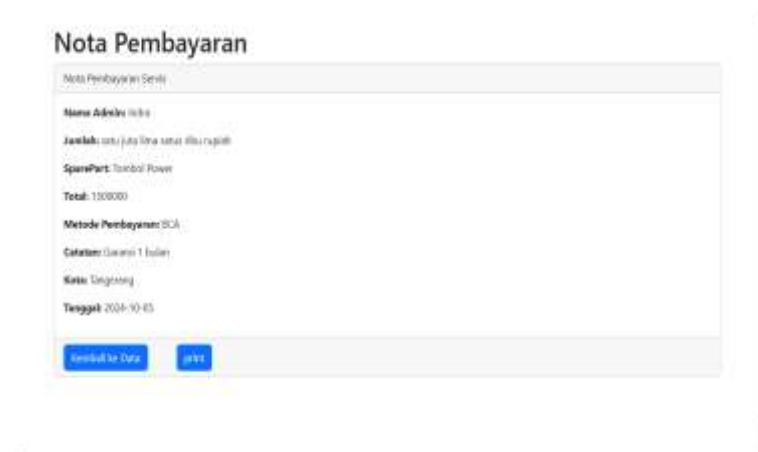 Nota Pembayaran
Nota Pembayaran Servis
Nama Admin: Indra
Jumlah: satu juta lima ratus ribu rupiah
SparePart: Tombol Power
Total: 1500000
Metode Pembayaran: BCA
Catatan: Garansi 1 bulan
Kota: Tangerang
Tanggal: 2024-10-05
Kembali ke Data
print